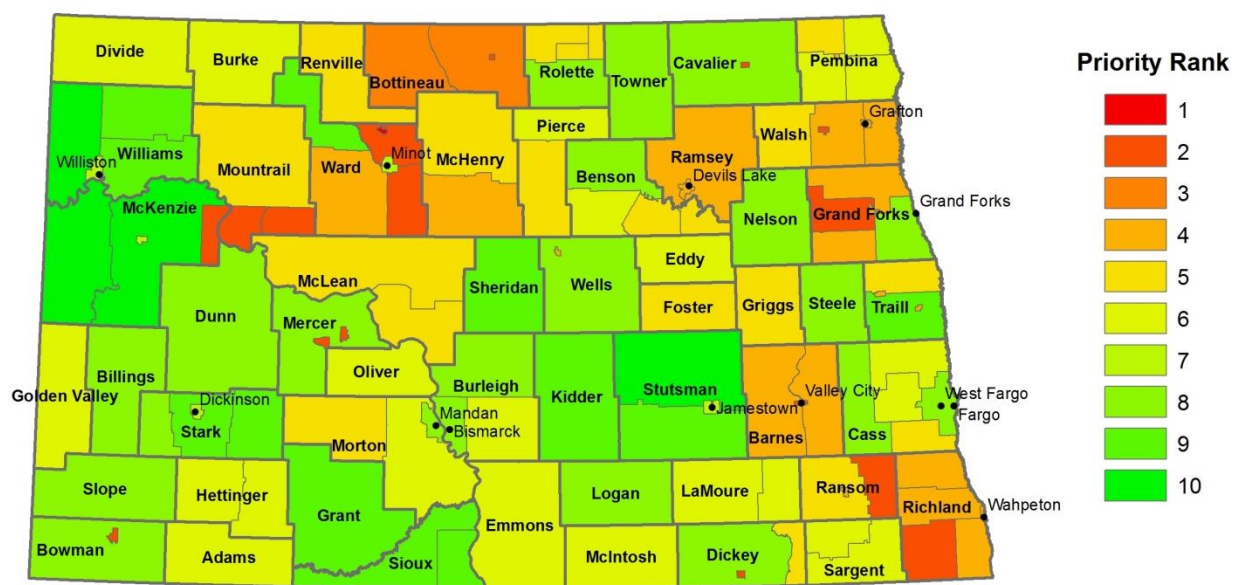 Divide
Burke
Renville
Bottineau
Rolette
Towner
Cavalier
Pembina
Priority Rank
1
2
3
4
5
6
7
8
9
10
Williston
Williams
Mountrail
Ward
Minot
McHenry
Pierce
Benson
Ramsey
Devils Lake
Walsh
Grafton
McKenzie
Nelson
Grand Forks
Grand Forks
McLean
Sheridan
Wells
Eddy
Foster
Griggs
Steele
Traill
Dunn
Mercer
Oliver
Golden Valley
Billings
Dickinson
Stark
Morton
Burleigh
Mandan
Bismarck
Kidder
Stutsman
Jamestown
Valley City
Barnes
Cass
West Fargo
Fargo
Slope
Hettinger
Grant
Emmons
Logan
LaMoure
Ransom
Richland
Wahpeton
Bowman
Adams
Sioux
McIntosh
Dickey
Sargent